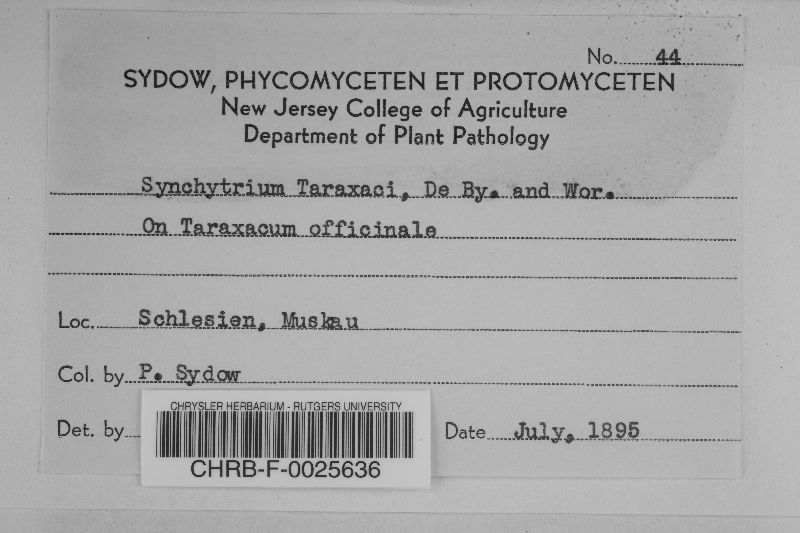 No. 44
SYDOW, PHYCOMYCETEN ET PROTOMYCETEN
New Jersey College of Agriculture
Department of Plant Pathology
Synchytrium Taraxaci, De By. and Wor.
On Taraxacum officinale
Loc. Schlesien, Muskau
Col. by P. Sydow
Det. by
Date July, 1895
CHRYSLER HERBARIUM - RUTGERS UNIVERSITY
CHRB-F-0025636